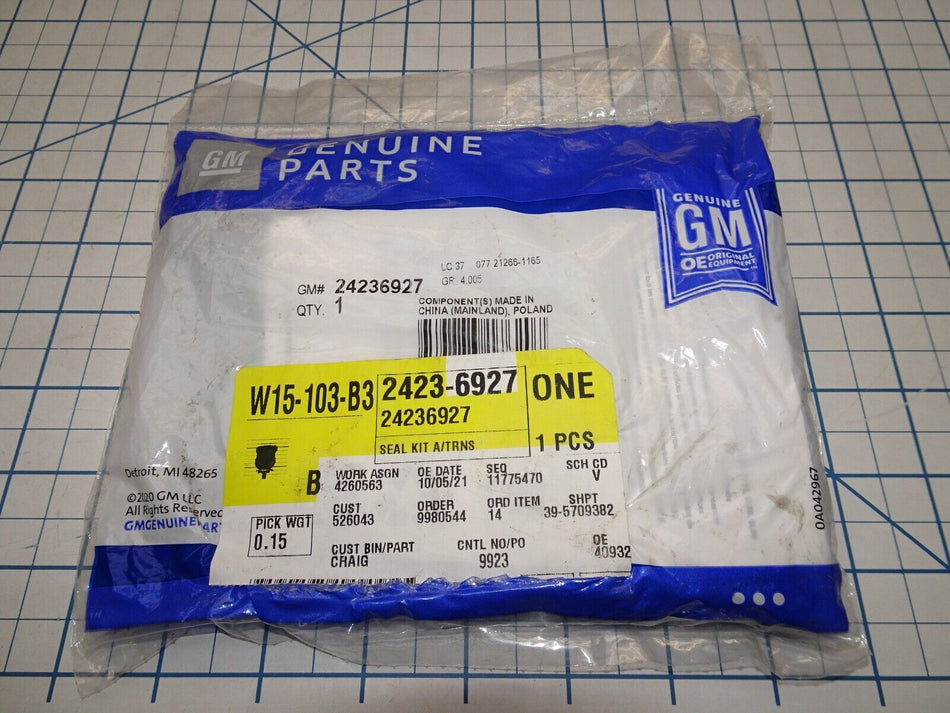 GM
GENUINE
PARTS
GENUINE
GM
OE ORIGINAL
EQUIPMENT
LC 37 077 21266-1165
GR 4.005
GM# 24236927
QTY. 1
COMPONENT(S) MADE IN
CHINA (MAINLAND), POLAND
W15-103-B3
2423-6927
24236927
SEAL KIT A/TRNS
ONE
1 PCS
B
WORK ASGN
4260563
OE DATE
10/05/21
SEQ
11775470
SCH CD
V
CUST
526043
ORDER
9980544
ORD ITEM
14
SHPT
39-5709382
PICK WGT
0.15
CUST BIN/PART
CRAIG
CNTL NO/PO
9923
OE
40932
Detroit, MI 48265
©2020 GM LLC
All Rights Reserved
GMGENUINEPAR
0A042967